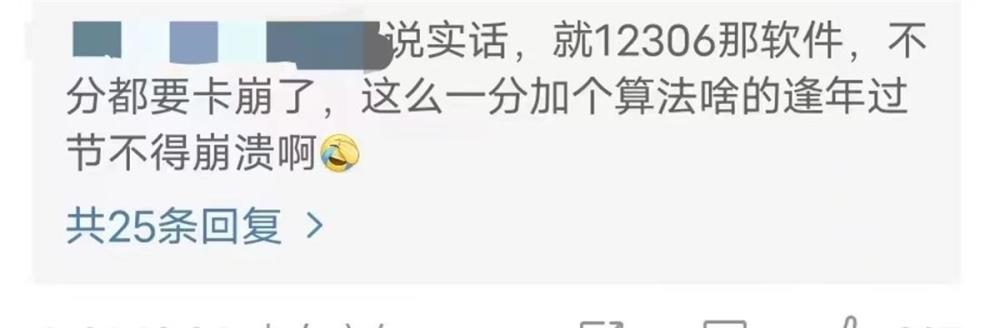 说实话，就12306那软件，不
分都要卡崩了，这么一分加个算法啥的逢年过
节不得崩溃啊🤣
共25条回复 >